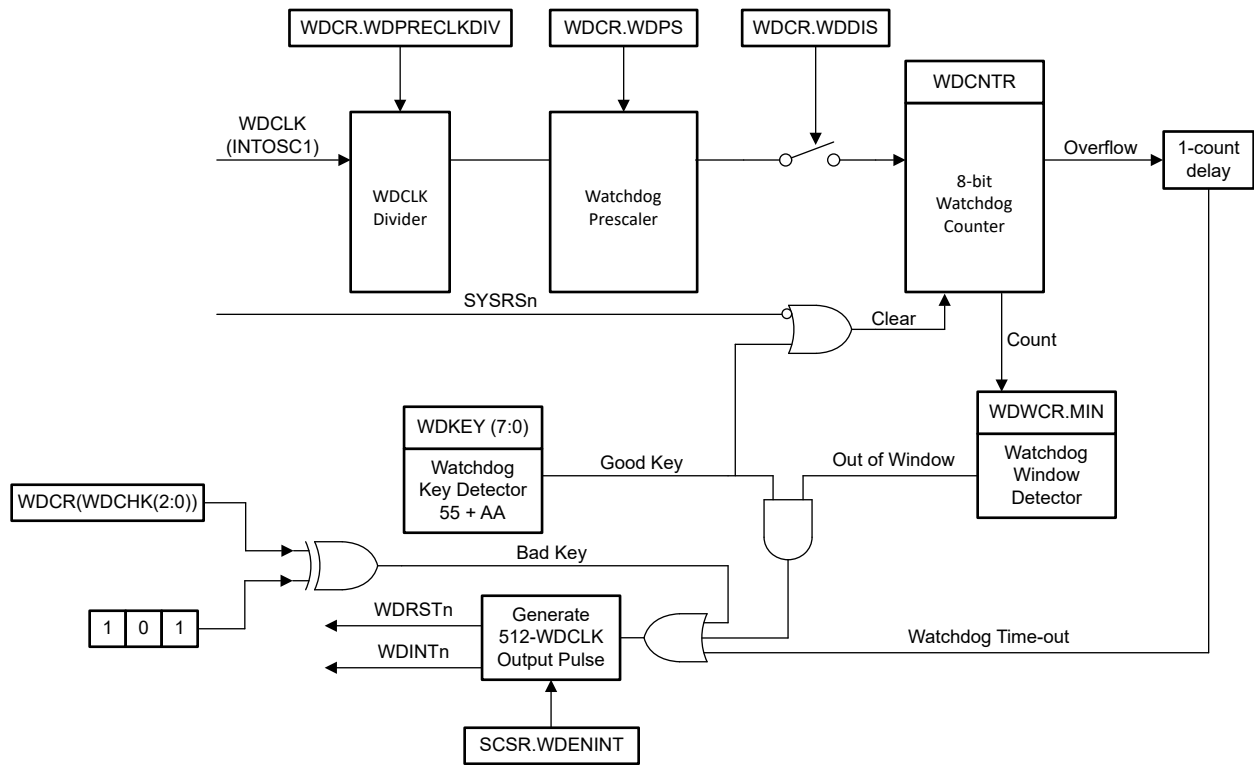 WDCR.WDPRECLKDIV
WDCR.WDPS
WDCR.WDDIS
WDCNTR
WDCLK
(INTOSC1)
WDCLK
Divider
Watchdog
Prescaler
8-bit
Watchdog
Counter
Overflow
1-count
delay
SYSRSn
Clear
Count
WDKEY (7:0)
Watchdog
Key Detector
55 + AA
Good Key
Out of Window
WDWCR.MIN
Watchdog
Window
Detector
WDCR(WDCHK(2:0))
Bad Key
1 0 1
WDRSTn
WDINTn
Generate
512-WDCLK
Output Pulse
Watchdog Time-out
SCSR.WDENINT